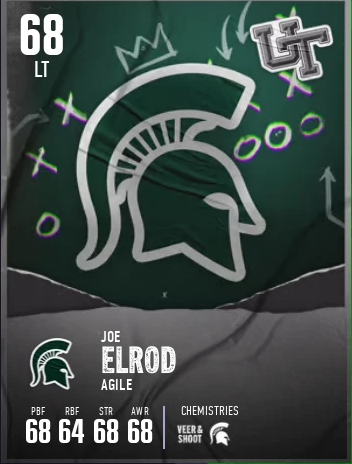 68
LT
UT
JOE
ELROD
AGILE
PBF RBF STR AWR CHEMISTRIES
68 64 68 68 VEER & SHOOT